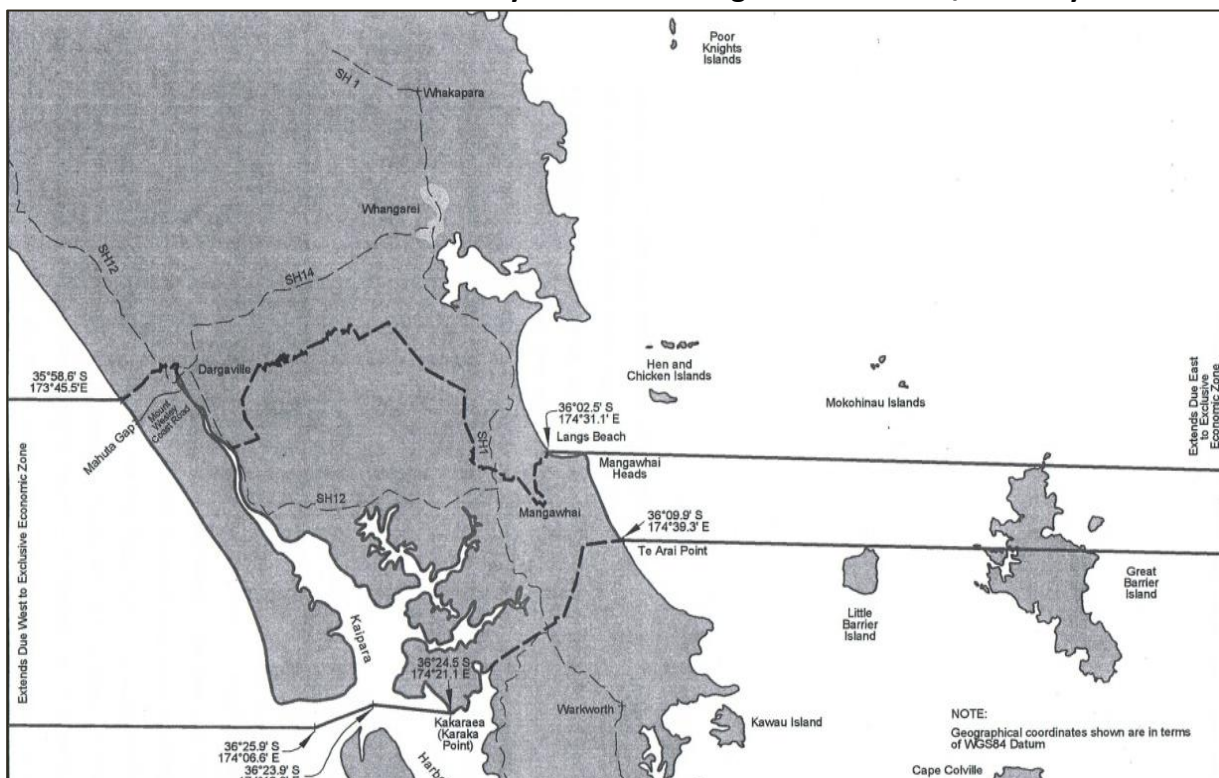 Poor
Knights
Islands
SH 1
Whakapara
Whangarei
SH12
SH14
Dargaville
35°58.6' S
173°45.5'E
Mahuta Gap
Mount
Wesley
Coast Road
Hen and
Chicken Islands
Mokohinau Islands
36°02.5' S
174°31.1' E
Langs Beach
Mangawhai
Heads
SH1
SH12
Mangawhai
36°09.9' S
174°39.3' E
Te Arai Point
Extends Due East
to Exclusive
Economic Zone
Extends Due West to Exclusive Economic Zone
Great
Barrier
Island
Little
Barrier
Island
Kaipara
36°24.5 S
174°21.1 E
Kakaraea
(Karaka
Point)
Warkworth
Kawau Island
36°25.9' S
174°06.6' E
36°23.9' S
NOTE:
Geographical coordinates shown are in terms
of WGS84 Datum
Cape Colville